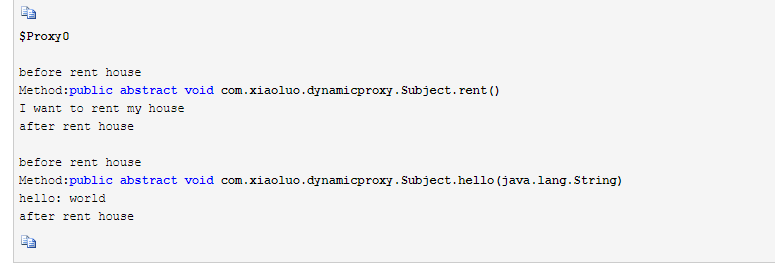 $Proxy0
before rent house
Method:public abstract void com.xiaoluo.dynamicproxy.Subject.rent()
I want to rent my house
after rent house
before rent house
Method:public abstract void com.xiaoluo.dynamicproxy.Subject.hello(java.lang.String)
hello: world
after rent house